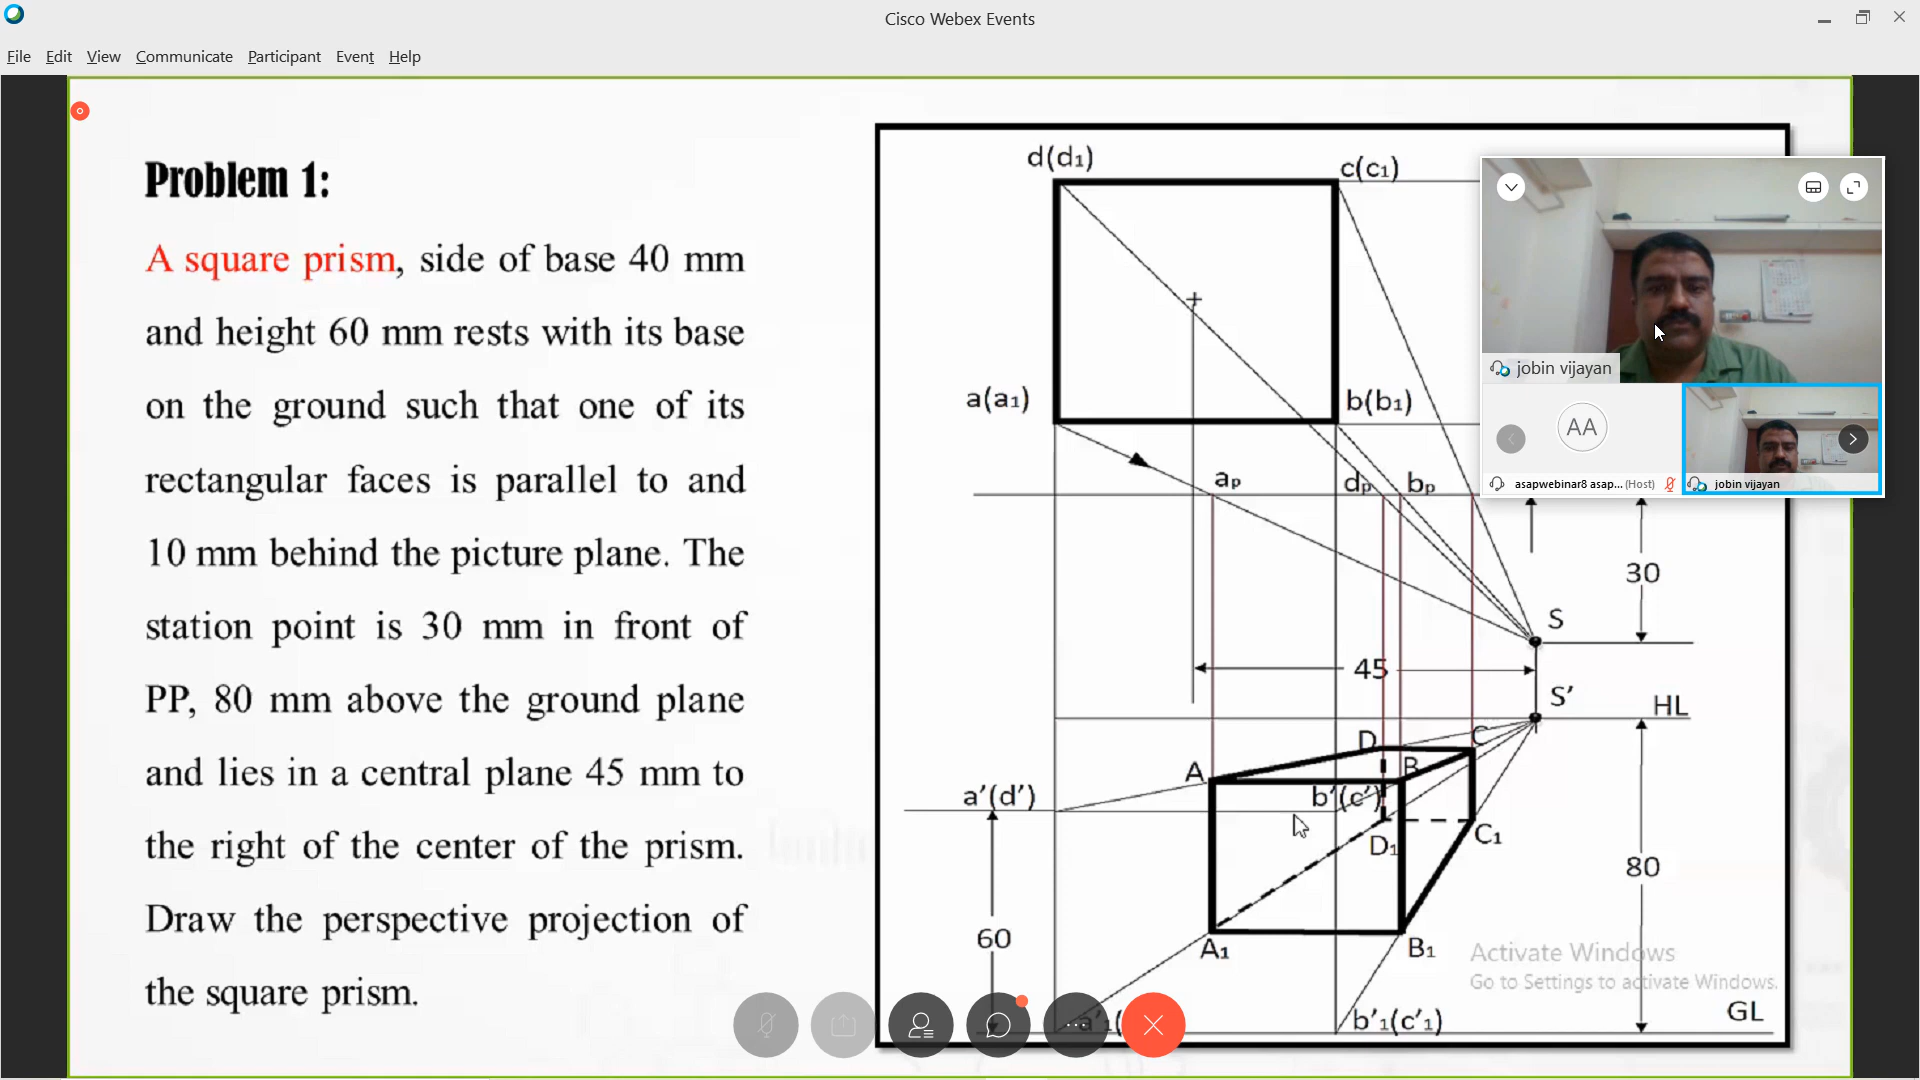 Cisco Webex Events
File Edit View Communicate Participant Event Help
Problem 1:
A square prism, side of base 40 mm
and height 60 mm rests with its base
on the ground such that one of its
rectangular faces is parallel to and
10 mm behind the picture plane. The
station point is 30 mm in front of
PP, 80 mm above the ground plane
and lies in a central plane 45 mm to
the right of the center of the prism.
Draw the perspective projection of
the square prism.
d(d₁)
c(c₁)
a(a₁)
b(b₁)
aₚ
dₚ
bₚ
30
S
45
S'
HL
D
C
A
B
a'(d')
b'(c')
D₁
C₁
80
60
A₁
B₁
a'₁(
b'₁(c'₁)
GL
jobin vijayan
AA
asapwebinar8 asap... (Host)
jobin vijayan
Activate Windows
Go to Settings to activate Windows.